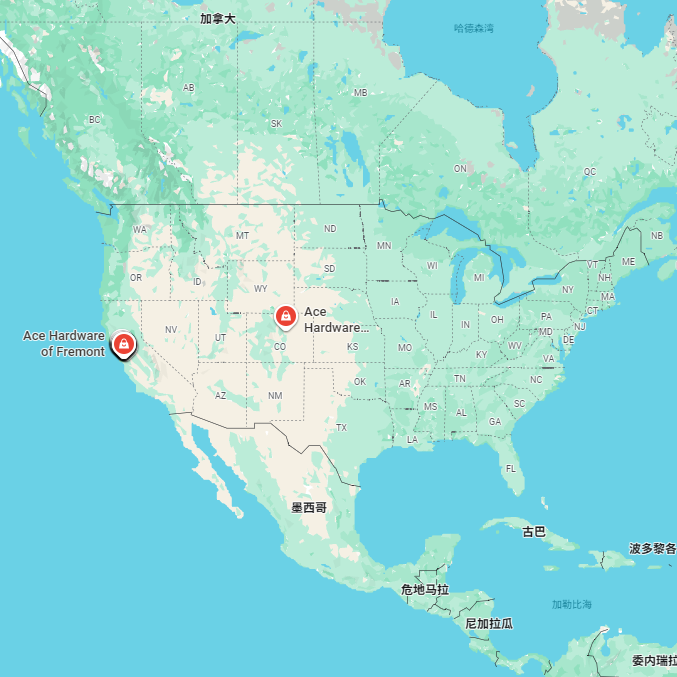 加拿大
哈德森湾
AB
MB
BC
SK
ON
QC
WA
MT
ND
MN
NB
OR
ID
SD
WI
MI
VT
ME
NH
WY
NY
MA
IA
CT
NV
UT
Ace
Hardware...
CO
KS
IL
IN
OH
PA
NJ
MD
DE
Ace Hardware
of Fremont
MO
KY
WV
VA
AZ
NM
OK
AR
TN
NC
MS
AL
SC
GA
TX
LA
FL
墨西哥
古巴
波多黎各
危地马拉
加勒比海
尼加拉瓜
委内瑞拉